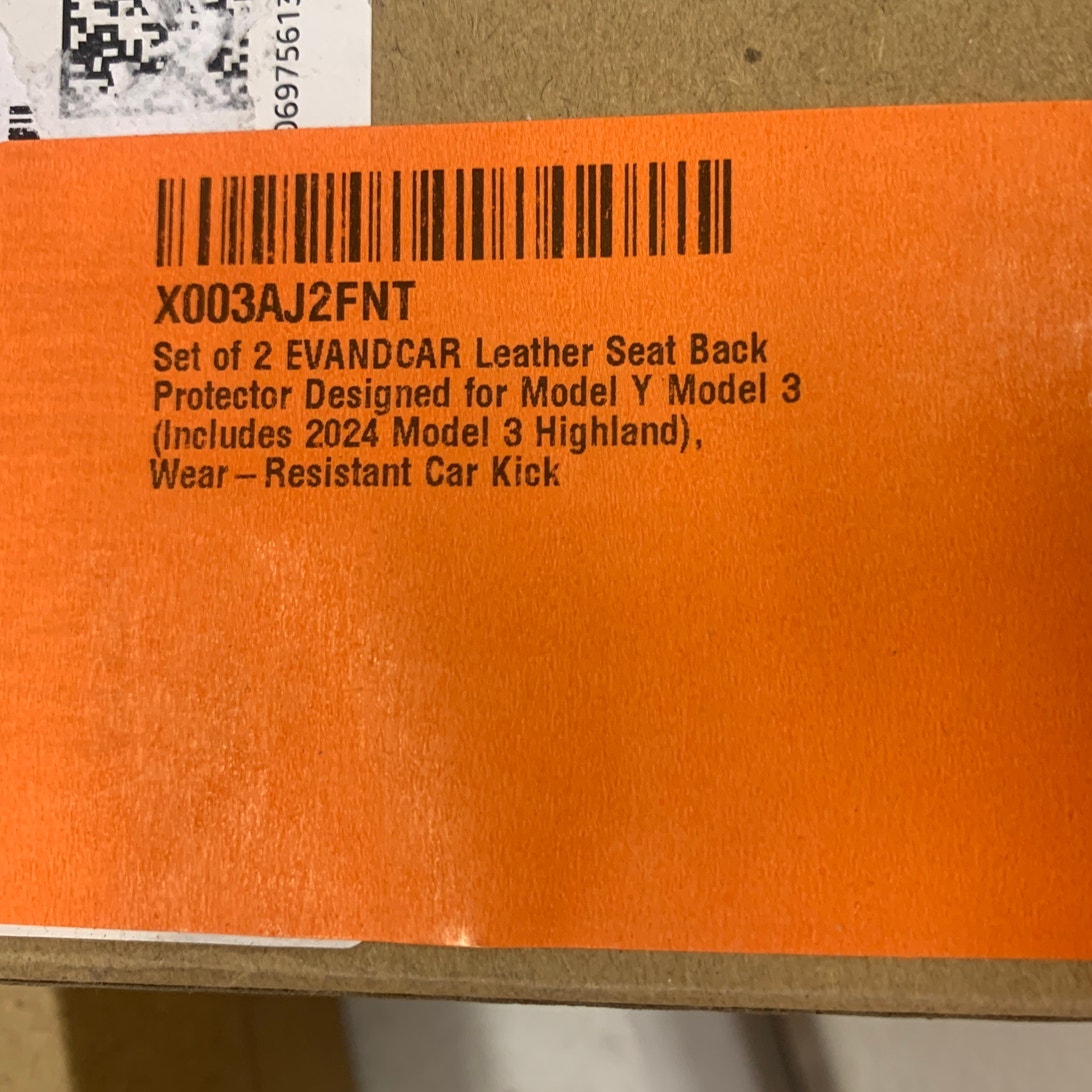 06975613
X003AJ2FNT
Set of 2 EVANDCAR Leather Seat Back
Protector Designed for Model Y Model 3
(Includes 2024 Model 3 Highland),
Wear – Resistant Car Kick